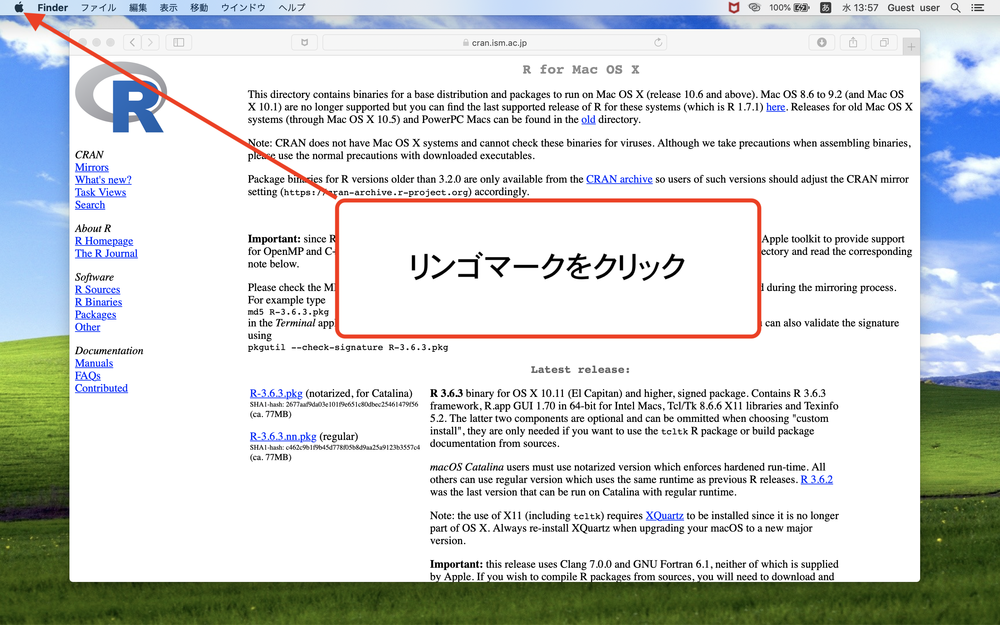 Finder ファイル 編集 表示 移動 ウインドウ ヘルプ 100% あ 水 13:57 Guest user
cran.ism.ac.jp
R
CRAN
Mirrors
What's new?
Task Views
Search
About R
R Homepage
The R Journal
Software
R Sources
R Binaries
Packages
Other
Documentation
Manuals
FAQs
Contributed
R for Mac OS X
This directory contains binaries for a base distribution and packages to run on Mac OS X (release 10.6 and above). Mac OS 8.6 to 9.2 (and Mac OS
X 10.1) are no longer supported but you can find the last supported release of R for these systems (which is R 1.7.1) here. Releases for old Mac OS X
systems (through Mac OS X 10.5) and PowerPC Macs can be found in the old directory.
Note: CRAN does not have Mac OS X systems and cannot check these binaries for viruses. Although we take precautions when assembling binaries,
please use the normal precautions with downloaded executables.
Package binaries for R versions older than 3.2.0 are only available from the CRAN archive so users of such versions should adjust the CRAN mirror
setting (https://cran-archive.r-project.org) accordingly.
リンゴマークをクリック
Important: since R Apple toolkit to provide support
for OpenMP and C- ectory and read the corresponding
note below.
Please check the M during the mirroring process.
For example type
md5 R-3.6.3.pkg
in the Terminal app can also validate the signature
using
pkgutil --check-signature R-3.6.3.pkg
Latest release:
R-3.6.3.pkg (notarized, for Catalina)
SHA1-hash: 2677aaf9da03e101f9e651c80dbec25461479f56
(ca. 77MB)
R-3.6.3.nn.pkg (regular)
SHA1-hash: c462c9b1f9b45d778f05b8d9aa25a9123b3557c4
(ca. 77MB)
R 3.6.3 binary for OS X 10.11 (El Capitan) and higher, signed package. Contains R 3.6.3
framework, R.app GUI 1.70 in 64-bit for Intel Macs, Tcl/Tk 8.6.6 X11 libraries and Texinfo
5.2. The latter two components are optional and can be ommitted when choosing "custom
install", they are only needed if you want to use the tcltk R package or build package
documentation from sources.
macOS Catalina users must use notarized version which enforces hardened run-time. All
others can use regular version which uses the same runtime as previous R releases. R 3.6.2
was the last version that can be run on Catalina with regular runtime.
Note: the use of X11 (including tcltk) requires XQuartz to be installed since it is no longer
part of OS X. Always re-install XQuartz when upgrading your macOS to a new major
version.
Important: this release uses Clang 7.0.0 and GNU Fortran 6.1, neither of which is supplied
by Apple. If you wish to compile R packages from sources, you will need to download and